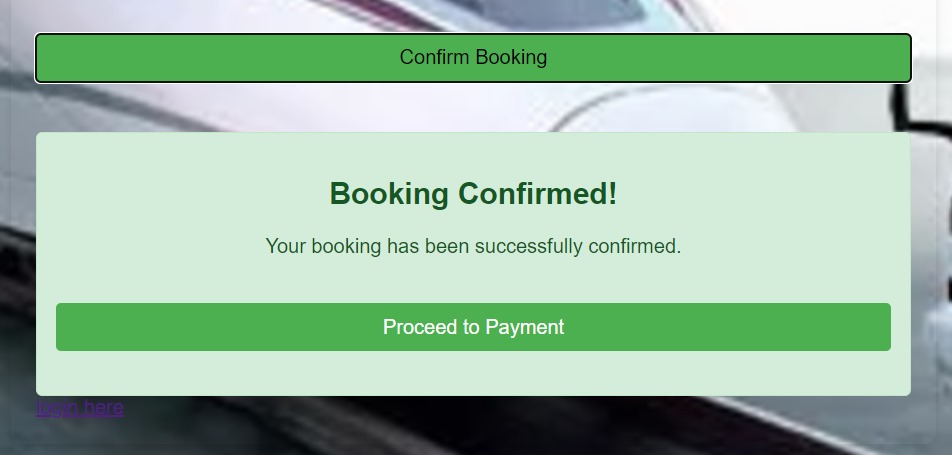 Confirm Booking
Booking Confirmed!
Your booking has been successfully confirmed.
Proceed to Payment
login here